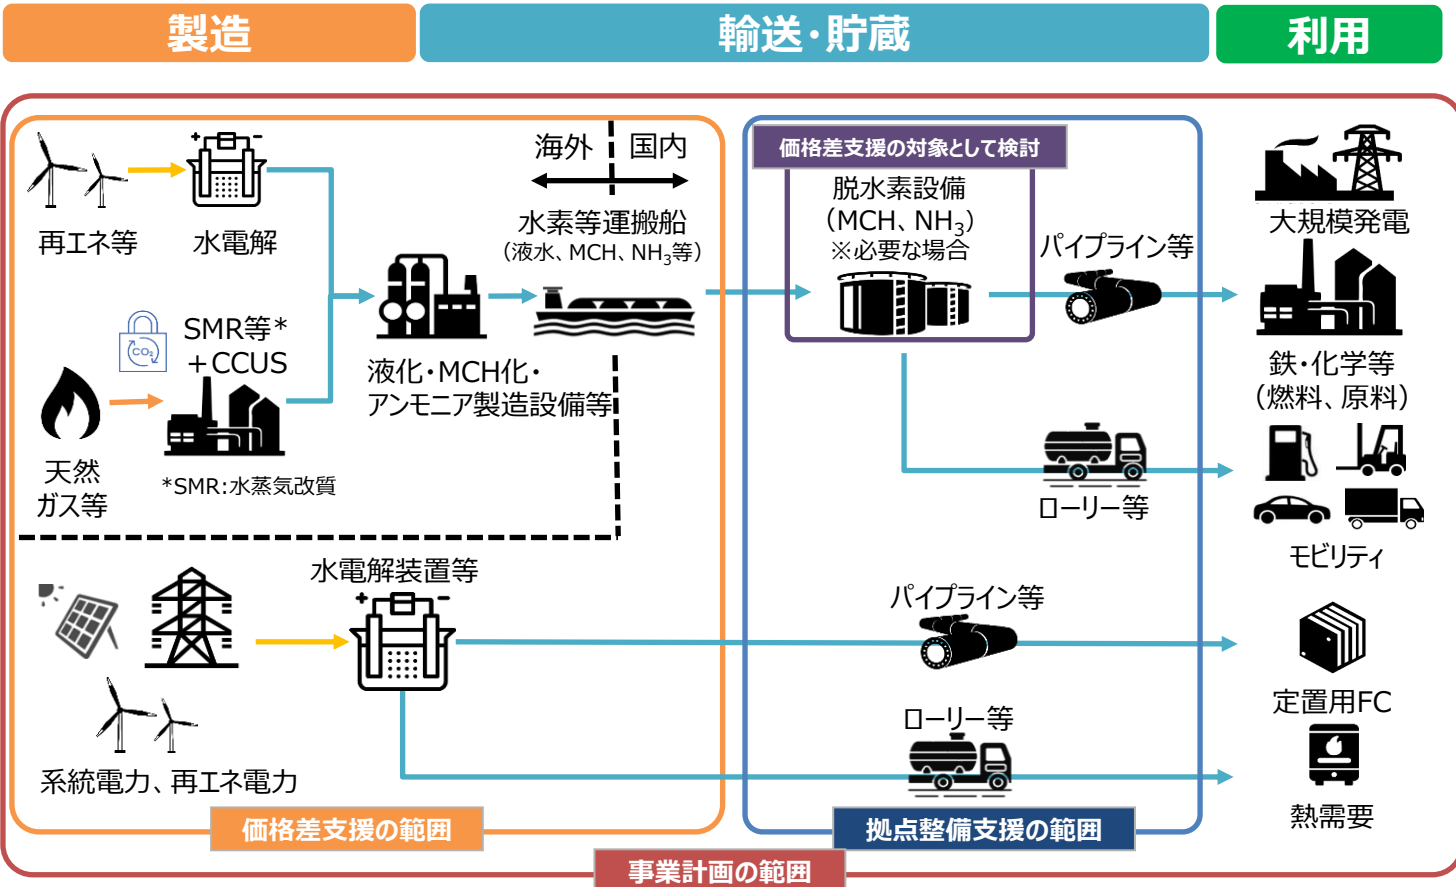 製造
輸送・貯蔵
利用
海外
国内
水素等運搬船
（液水、MCH、NH₃等）
再エネ等
水電解
CO₂
SMR等*
＋CCUS
天然
ガス等
*SMR:水蒸気改質
液化・MCH化・
アンモニア製造設備等
価格差支援の対象として検討
脱水素設備
（MCH、NH₃）
※必要な場合
パイプライン等
ローリー等
大規模発電
鉄・化学等
（燃料、原料）
モビリティ
水電解装置等
系統電力、再エネ電力
パイプライン等
ローリー等
定置用FC
熱需要
価格差支援の範囲
拠点整備支援の範囲
事業計画の範囲